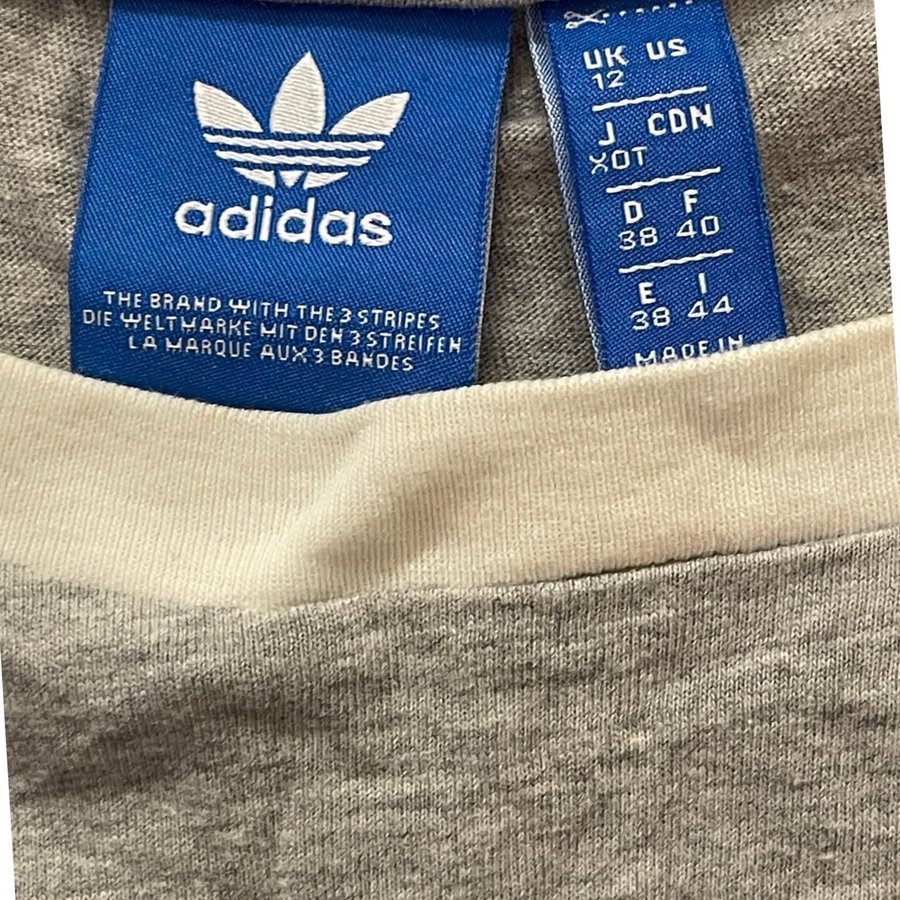 adidas
THE BRAND WITH THE 3 STRIPES
DIE WELTMARKE MIT DEN 3 STREIFEN
LA MARQUE AUX 3 BANDES
UK US
12
J CDN
XOT
D F
38 40
E I
38 44
MADE IN